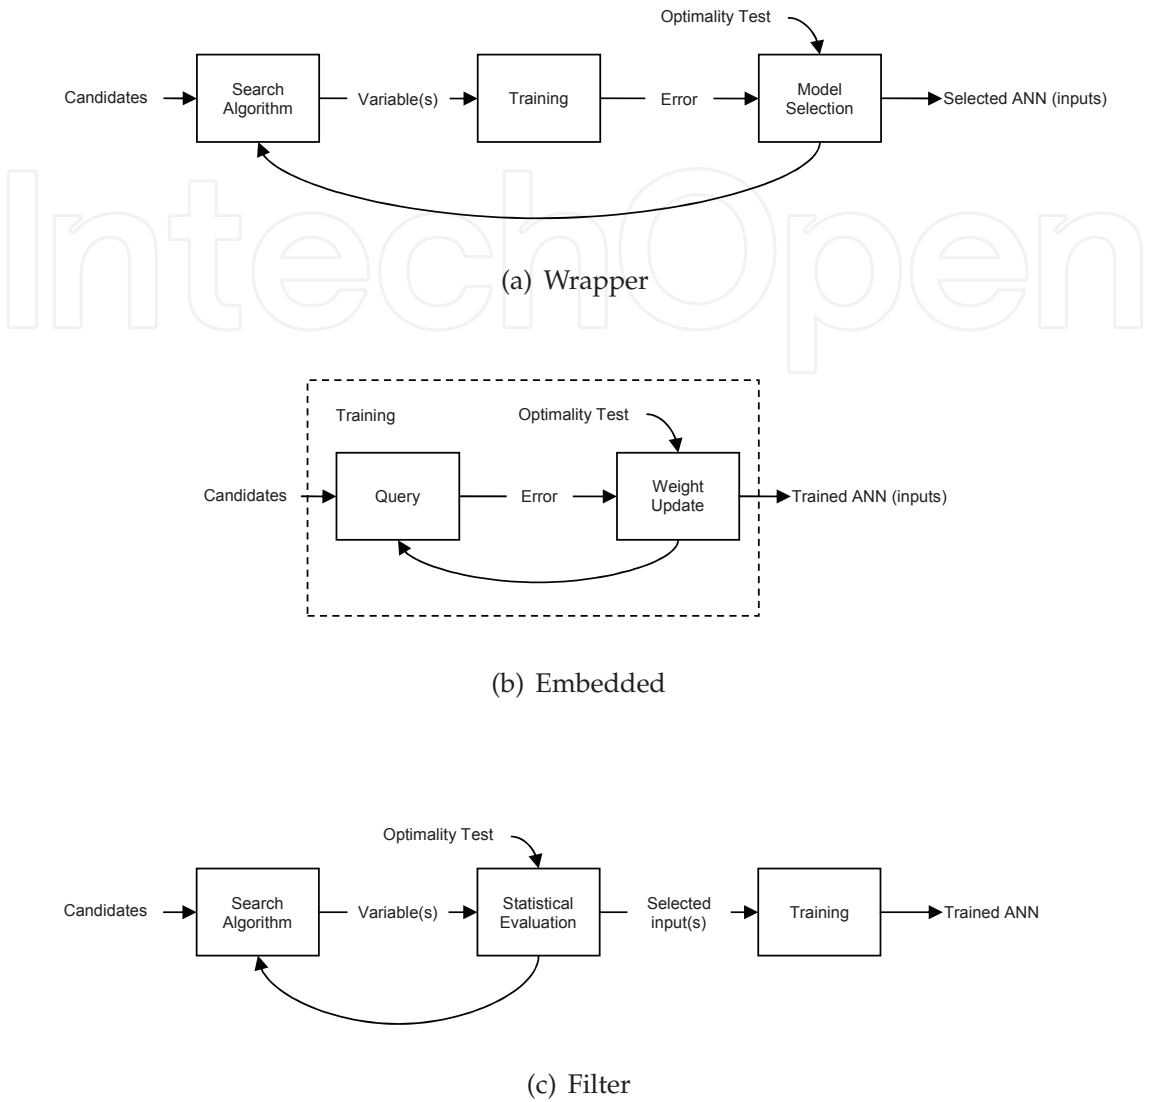 Optimality Test
Candidates
Search
Algorithm
Variable(s)
Training
Error
Model
Selection
Selected ANN (inputs)
IntechOpen
(a) Wrapper
Training
Optimality Test
Candidates
Query
Error
Weight
Update
Trained ANN (inputs)
(b) Embedded
Optimality Test
Candidates
Search
Algorithm
Variable(s)
Statistical
Evaluation
Selected
input(s)
Training
Trained ANN
(c) Filter